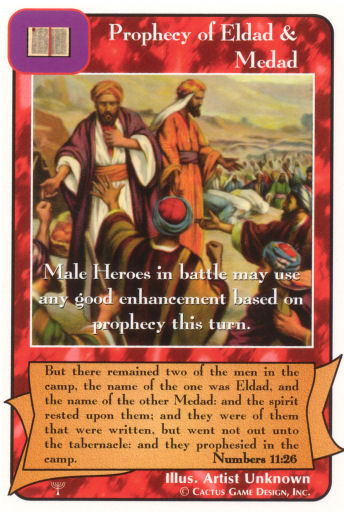 Prophecy of Eldad &
Medad
Male Heroes in battle may use
any good enhancement based on
prophecy this turn.
But there remained two of the men in the
camp, the name of the one was Eldad, and
the name of the other Medad: and the spirit
rested upon them; and they were of them
that were written, but went not out unto
the tabernacle: and they prophesied in the
camp. Numbers 11:26
Illus. Artist Unknown
© Cactus Game Design, Inc.